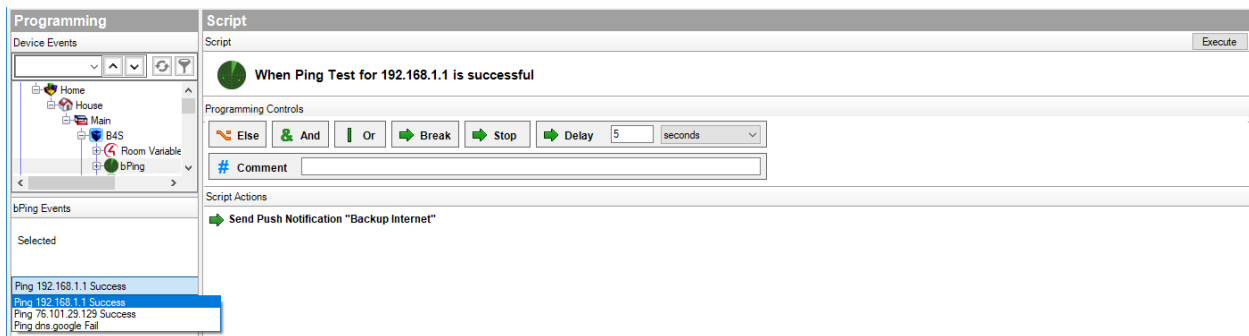 Programming
Script
Device Events
Script
Execute
When Ping Test for 192.168.1.1 is successful
Home
House
Main
B4S
Room Variable
bPing
Programming Controls
Else
& And
Or
Break
Stop
Delay
5
seconds
# Comment
bPing Events
Selected
Ping 192.168.1.1 Success
Ping 192.168.1.1 Success
Ping 76.101.29.129 Success
Ping dns.google Fail
Script Actions
Send Push Notification "Backup Internet"